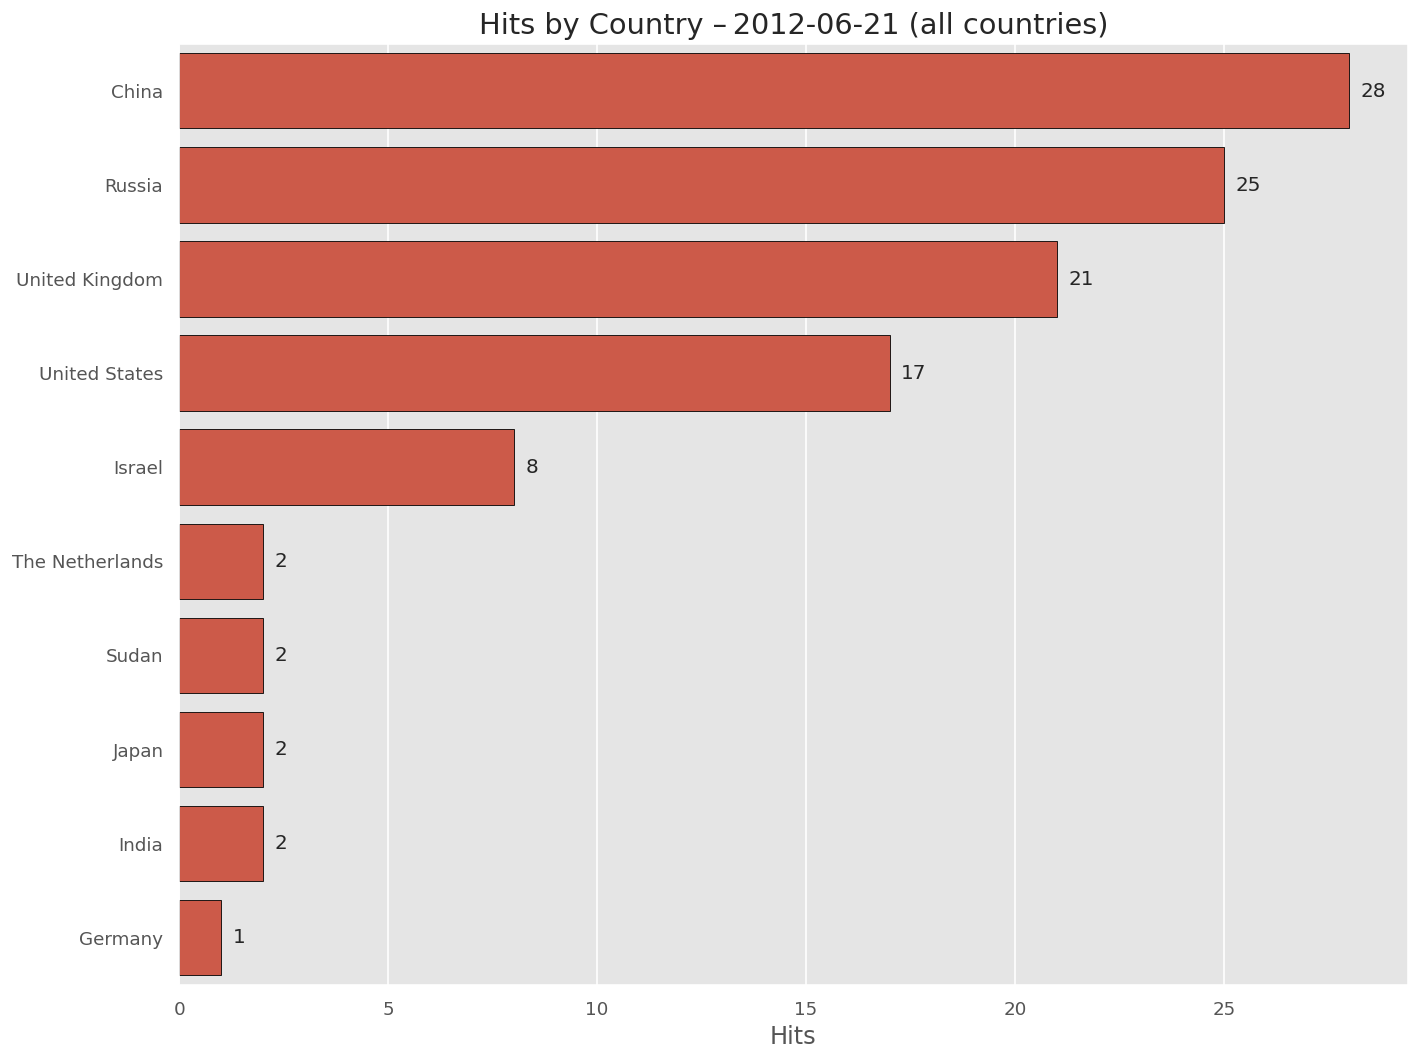 Hits by Country – 2012-06-21 (all countries)
China 28
Russia 25
United Kingdom 21
United States 17
Israel 8
The Netherlands 2
Sudan 2
Japan 2
India 2
Germany 1
0 5 10 15 20 25
Hits